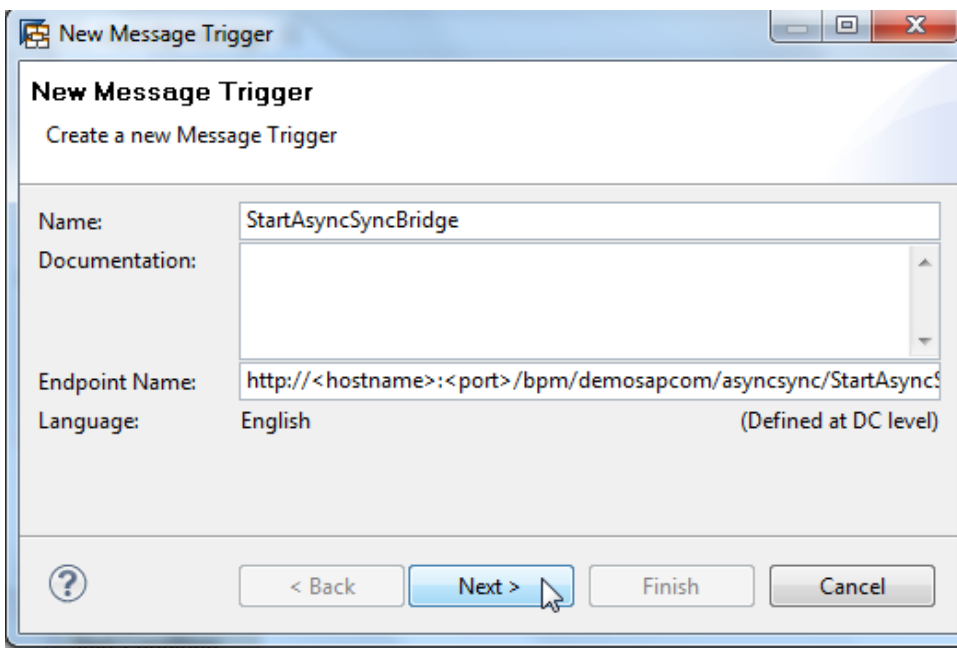 New Message Trigger
New Message Trigger
Create a new Message Trigger
Name: StartAsyncSyncBridge
Documentation:
Endpoint Name: http://<hostname>:<port>/bpm/demosapcom/asyncsync/StartAsyncS
Language: English (Defined at DC level)
? < Back Next > Finish Cancel